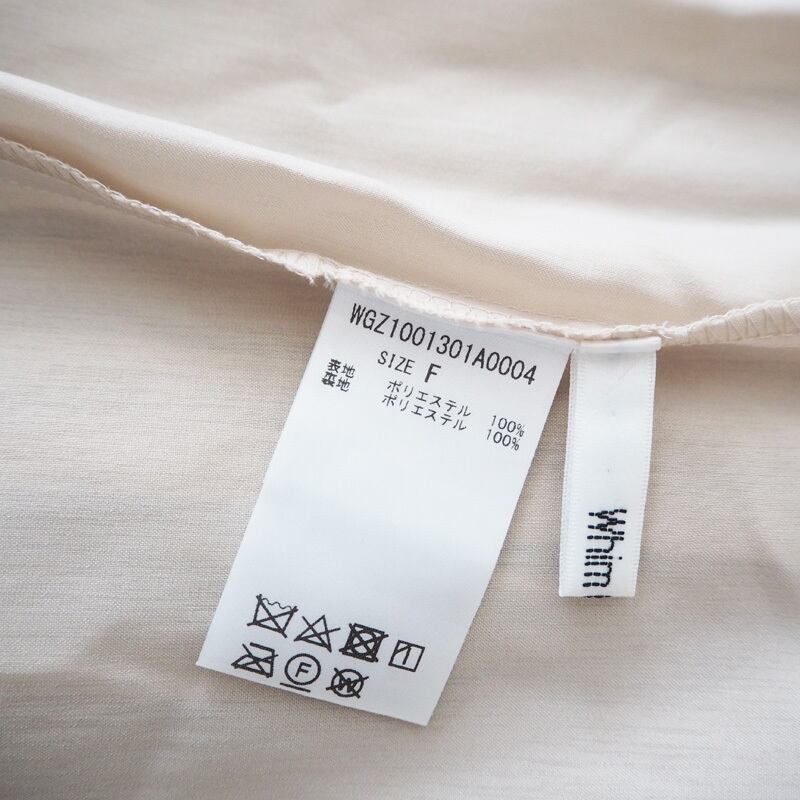 WGZ1001301A0004
SIZE F
表地 ポリエステル 100%
裏地 ポリエステル 100%
F
W
Whim